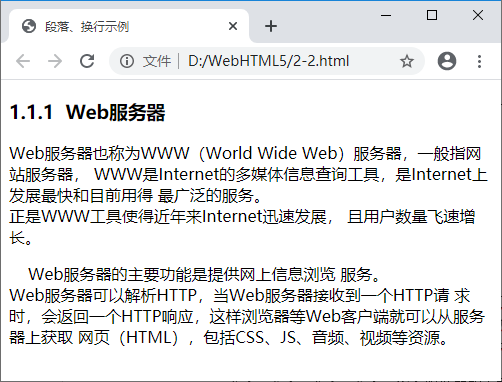 段落、换行示例
文件 D:/WebHTML5/2-2.html
1.1.1 Web服务器
Web服务器也称为WWW（World Wide Web）服务器，一般指网
站服务器， WWW是Internet的多媒体信息查询工具，是Internet上
发展最快和目前用得 最广泛的服务。
正是WWW工具使得近年来Internet迅速发展， 且用户数量飞速增
长。
Web服务器的主要功能是提供网上信息浏览 服务。
Web服务器可以解析HTTP，当Web服务器接收到一个HTTP请 求
时，会返回一个HTTP响应，这样浏览器等Web客户端就可以从服务
器上获取 网页（HTML），包括CSS、JS、音频、视频等资源。